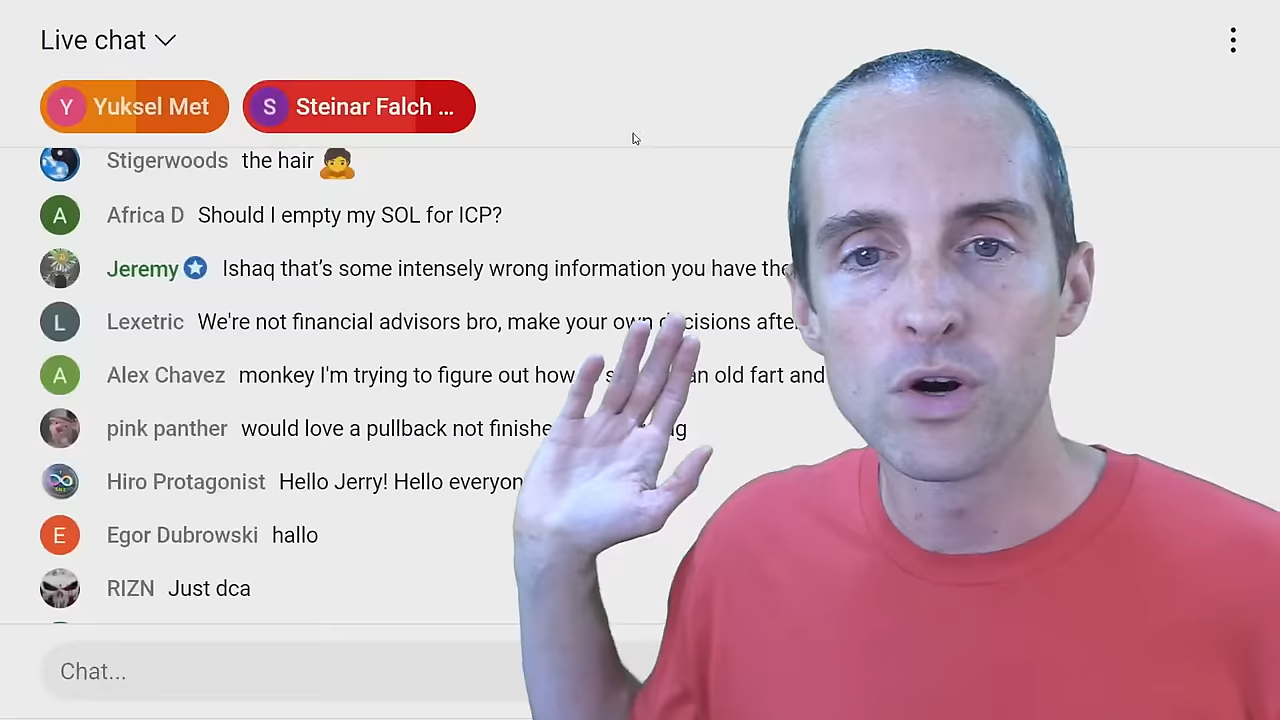 Live chat
Y Yuksel Met S Steinar Falch ...
Stigerwoods the hair
A Africa D Should I empty my SOL for ICP?
Jeremy Ishaq that's some intensely wrong information you have
L Lexetric We're not financial advisors bro, make your own decisions
A Alex Chavez monkey I'm trying to figure out how an old fart and
pink panther would love a pullback not
Hiro Protagonist Hello Jerry! Hello
E Egor Dubrowski hallo
RIZN Just dca
Chat...